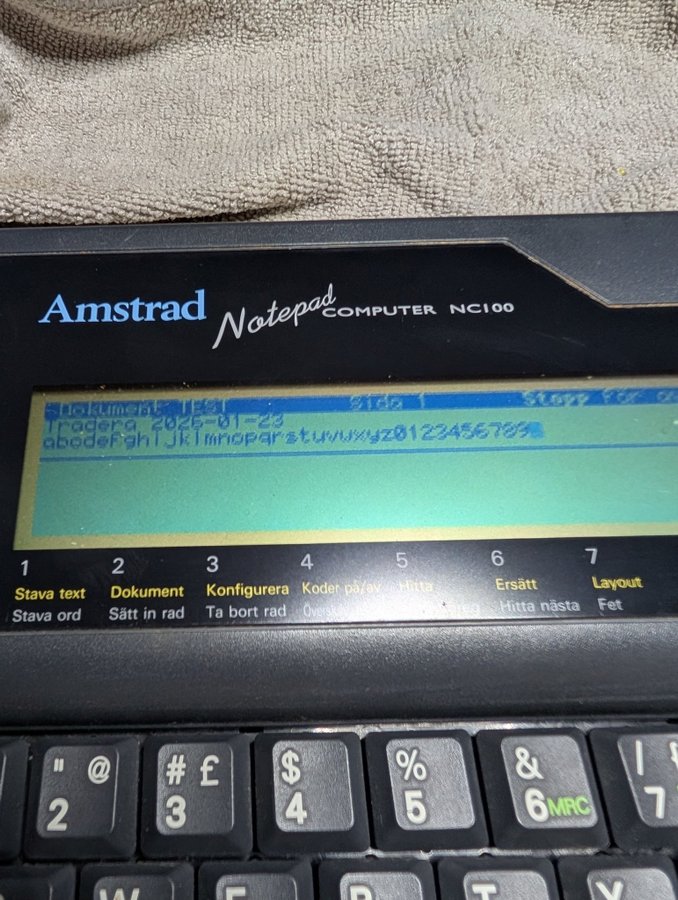 Amstrad Notepad COMPUTER NC100
Dokument TEST Sida 1 Stopp för
Tradera 2026-01-23
abcdefghijklmnopqrstuvwxyz0123456789
1 2 3 4 5 6 7
Stava text Dokument Konfigurera Koder på/av Hitta Ersätt Layout
Stava ord Sätt in rad Ta bort rad Hitta nästa Fet
" @ # £ $ % & /
2 3 4 5 6 MRC 7
W E R T Y